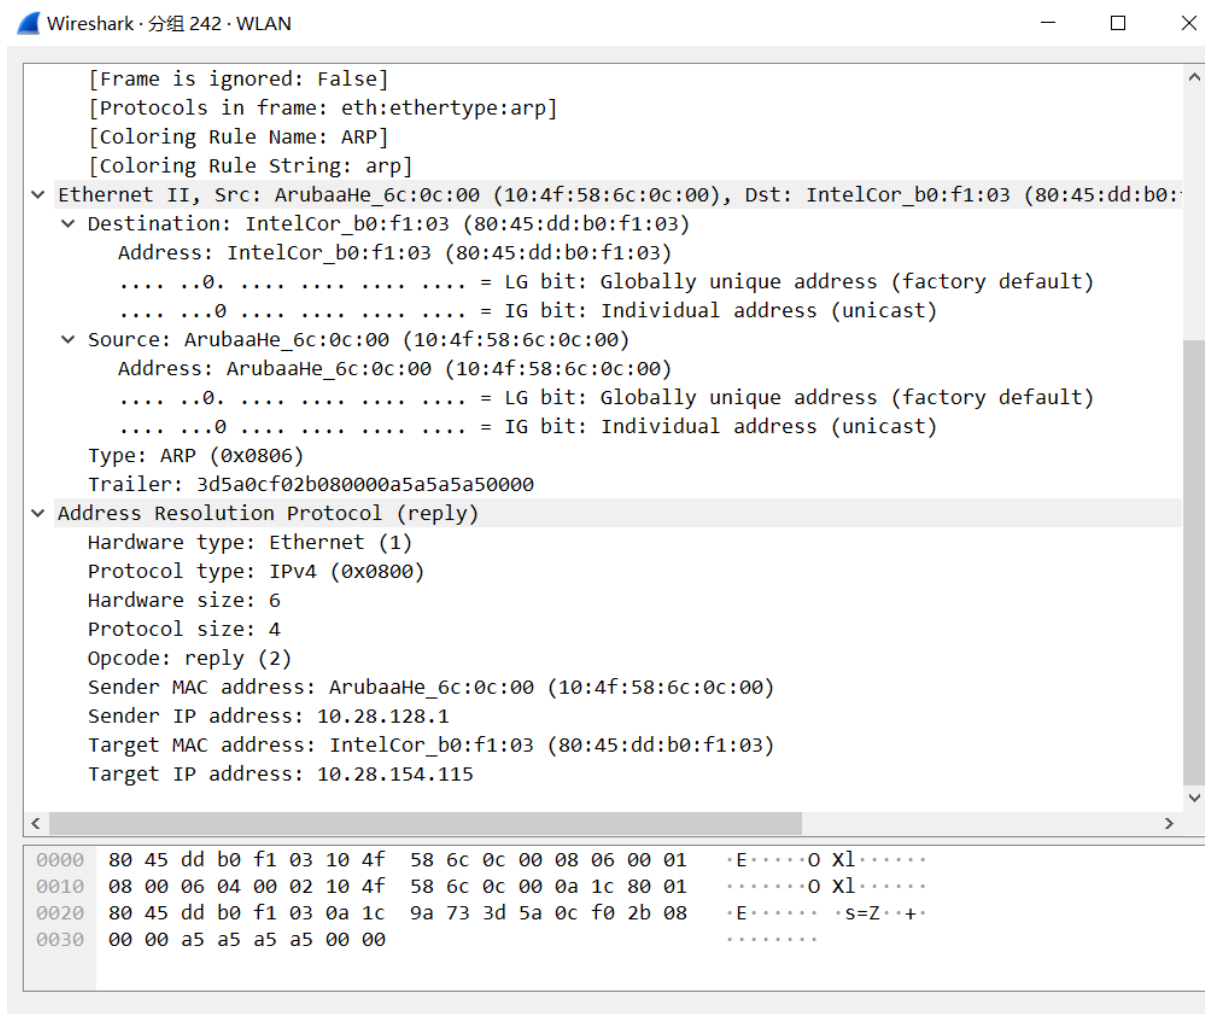 Wireshark · 分组 242 · WLAN
[Frame is ignored: False]
[Protocols in frame: eth:ethertype:arp]
[Coloring Rule Name: ARP]
[Coloring Rule String: arp]
Ethernet II, Src: ArubaaHe_6c:0c:00 (10:4f:58:6c:0c:00), Dst: IntelCor_b0:f1:03 (80:45:dd:b0:
Destination: IntelCor_b0:f1:03 (80:45:dd:b0:f1:03)
Address: IntelCor_b0:f1:03 (80:45:dd:b0:f1:03)
.... ..0. .... .... .... .... = LG bit: Globally unique address (factory default)
.... ...0 .... .... .... .... = IG bit: Individual address (unicast)
Source: ArubaaHe_6c:0c:00 (10:4f:58:6c:0c:00)
Address: ArubaaHe_6c:0c:00 (10:4f:58:6c:0c:00)
.... ..0. .... .... .... .... = LG bit: Globally unique address (factory default)
.... ...0 .... .... .... .... = IG bit: Individual address (unicast)
Type: ARP (0x0806)
Trailer: 3d5a0cf02b080000a5a5a5a50000
Address Resolution Protocol (reply)
Hardware type: Ethernet (1)
Protocol type: IPv4 (0x0800)
Hardware size: 6
Protocol size: 4
Opcode: reply (2)
Sender MAC address: ArubaaHe_6c:0c:00 (10:4f:58:6c:0c:00)
Sender IP address: 10.28.128.1
Target MAC address: IntelCor_b0:f1:03 (80:45:dd:b0:f1:03)
Target IP address: 10.28.154.115
0000 80 45 dd b0 f1 03 10 4f 58 6c 0c 00 08 06 00 01 ·E·····O Xl······
0010 08 00 06 04 00 02 10 4f 58 6c 0c 00 0a 1c 80 01 ·······O Xl······
0020 80 45 dd b0 f1 03 0a 1c 9a 73 3d 5a 0c f0 2b 08 ·E······ ·s=Z··+·
0030 00 00 a5 a5 a5 a5 00 00 ········